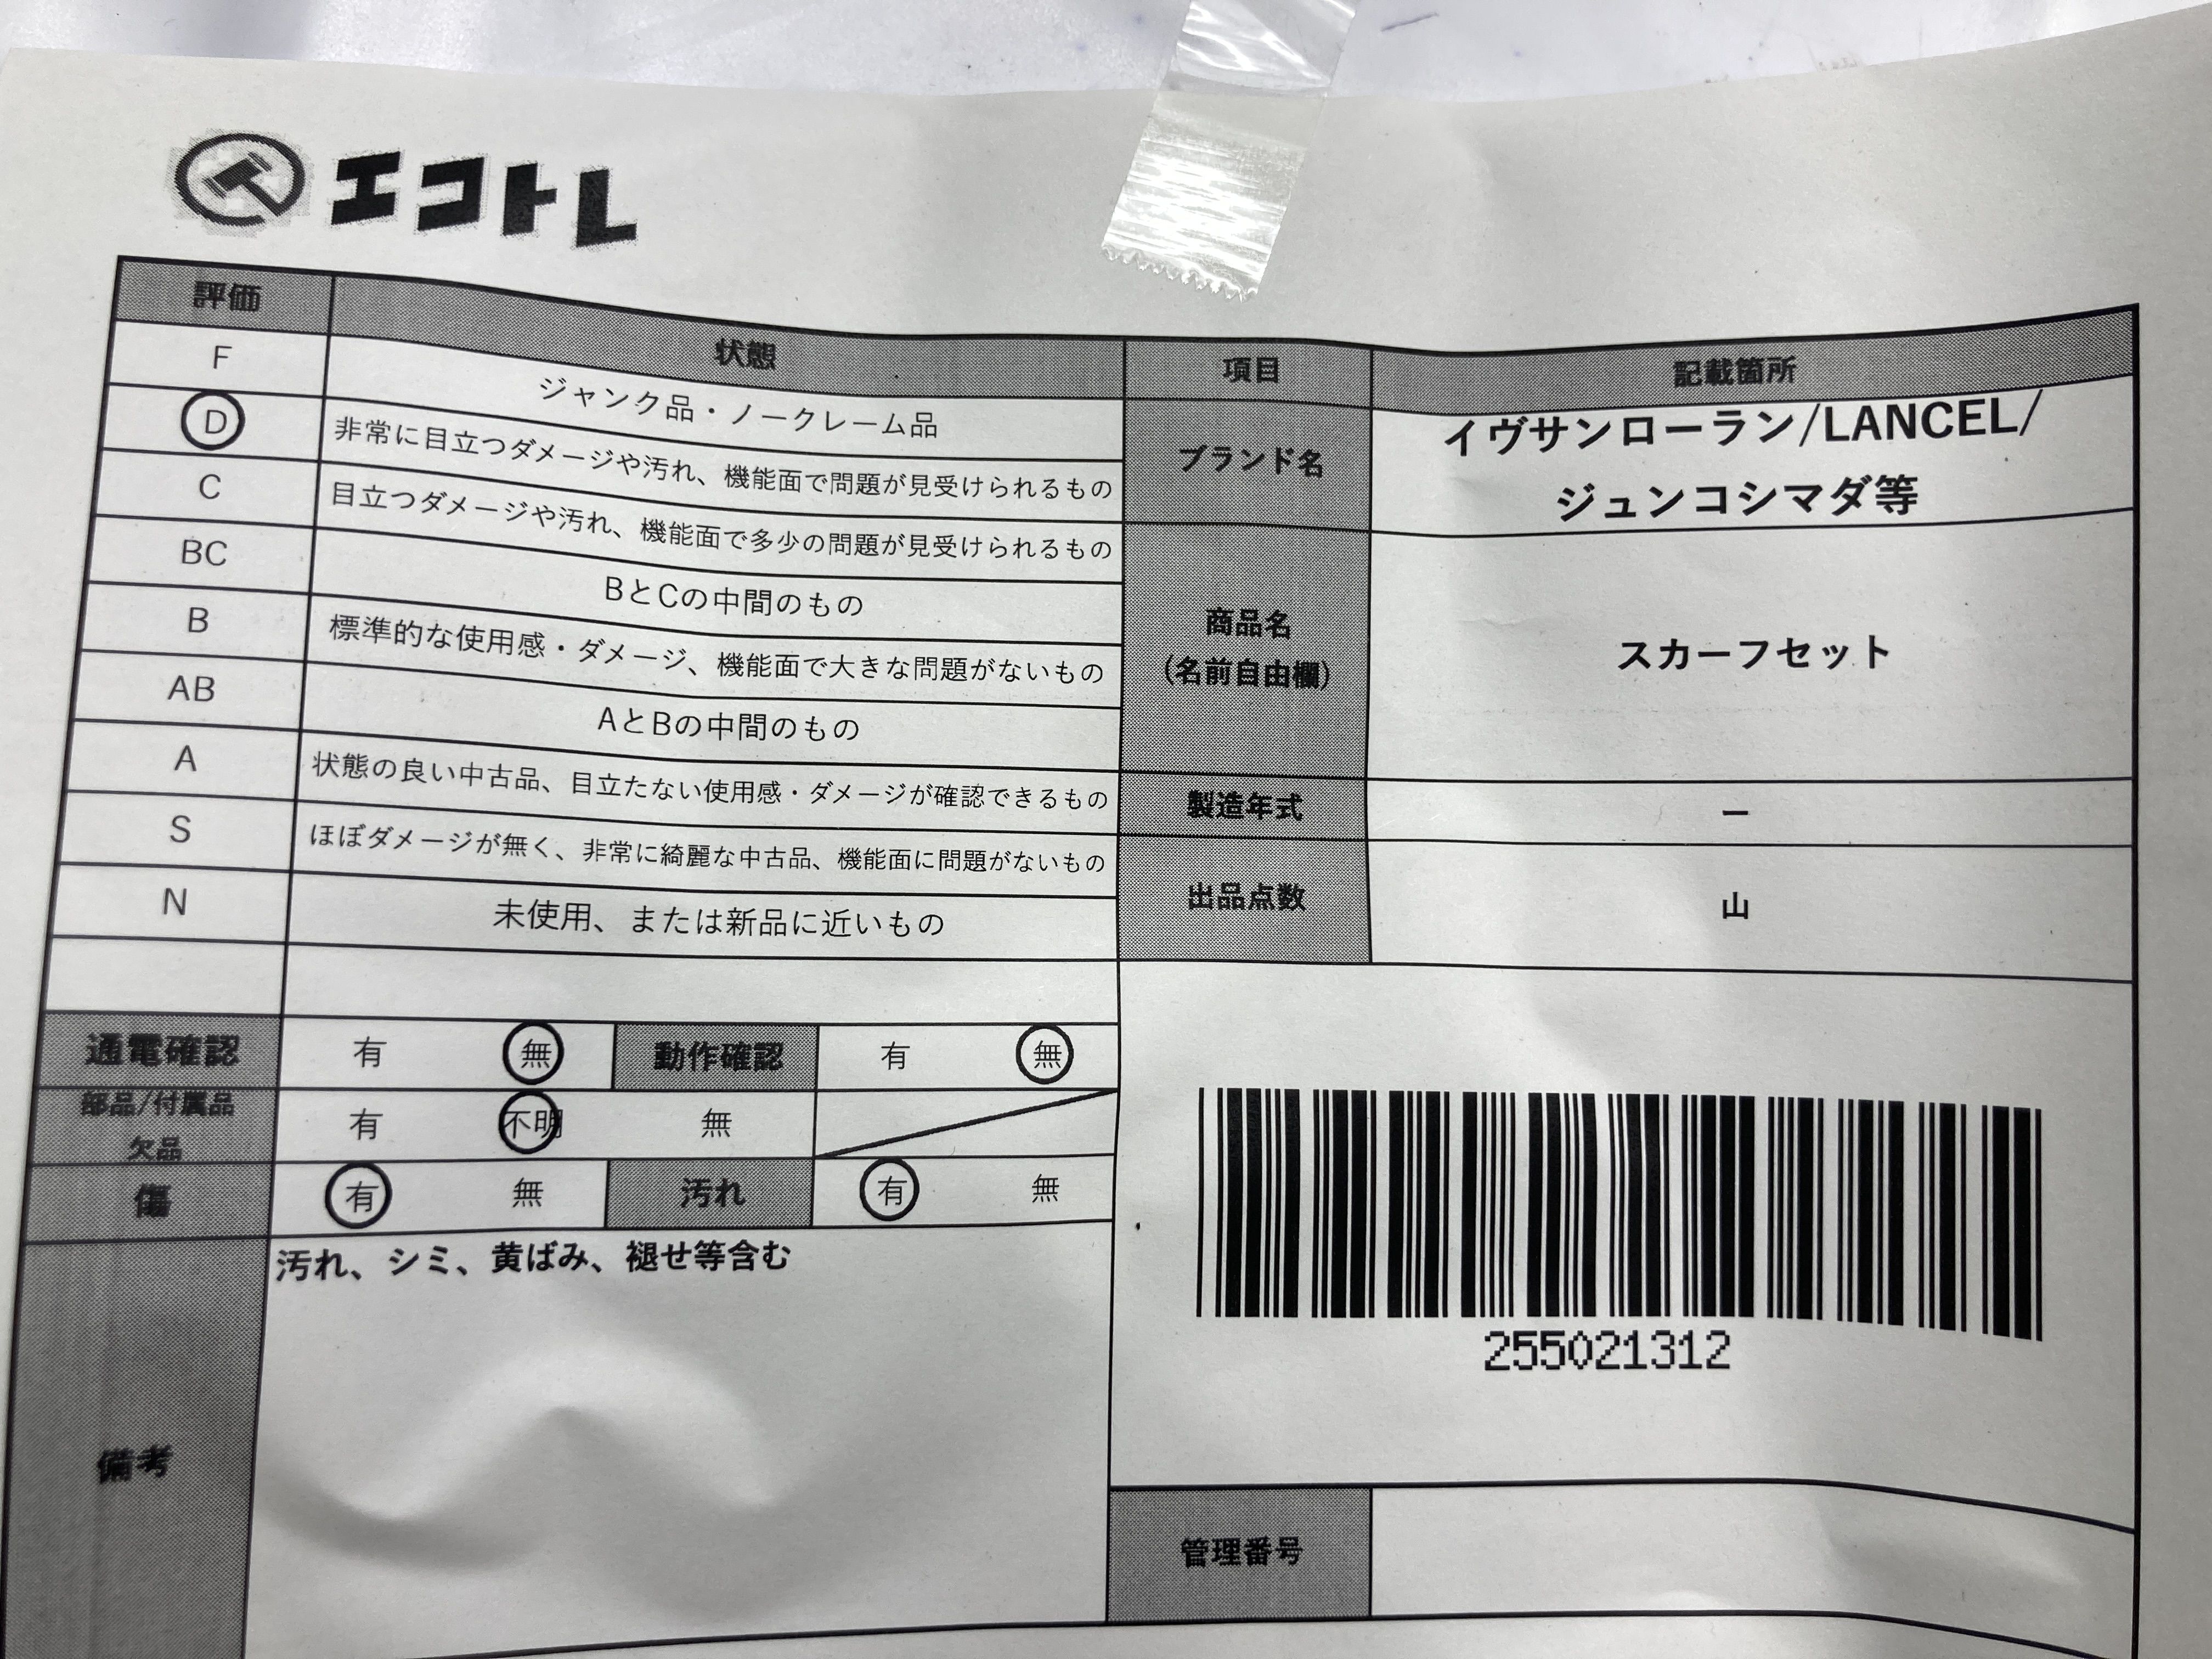 エコトレ
評価
状態
F
ジャンク品・ノークレーム品
D
非常に目立つダメージや汚れ、機能面で問題が見受けられるもの
C
目立つダメージや汚れ、機能面で多少の問題が見受けられるもの
BC
BとCの中間のもの
B
標準的な使用感・ダメージ、機能面で大きな問題がないもの
AB
AとBの中間のもの
A
状態の良い中古品、目立たない使用感・ダメージが確認できるもの
S
ほぼダメージが無く、非常に綺麗な中古品、機能面に問題がないもの
N
未使用、または新品に近いもの
通電確認
有
無
動作確認
有
無
部品/付属品
欠品
有
不明
無
傷
有
無
汚れ
有
無
備考
汚れ、シミ、黄ばみ、褪せ等含む
項目
記載箇所
ブランド名
イヴサンローラン/LANCEL/
ジュンコシマダ等
商品名
(名前自由欄)
スカーフセット
製造年式
ー
出品点数
山
255021312
管理番号